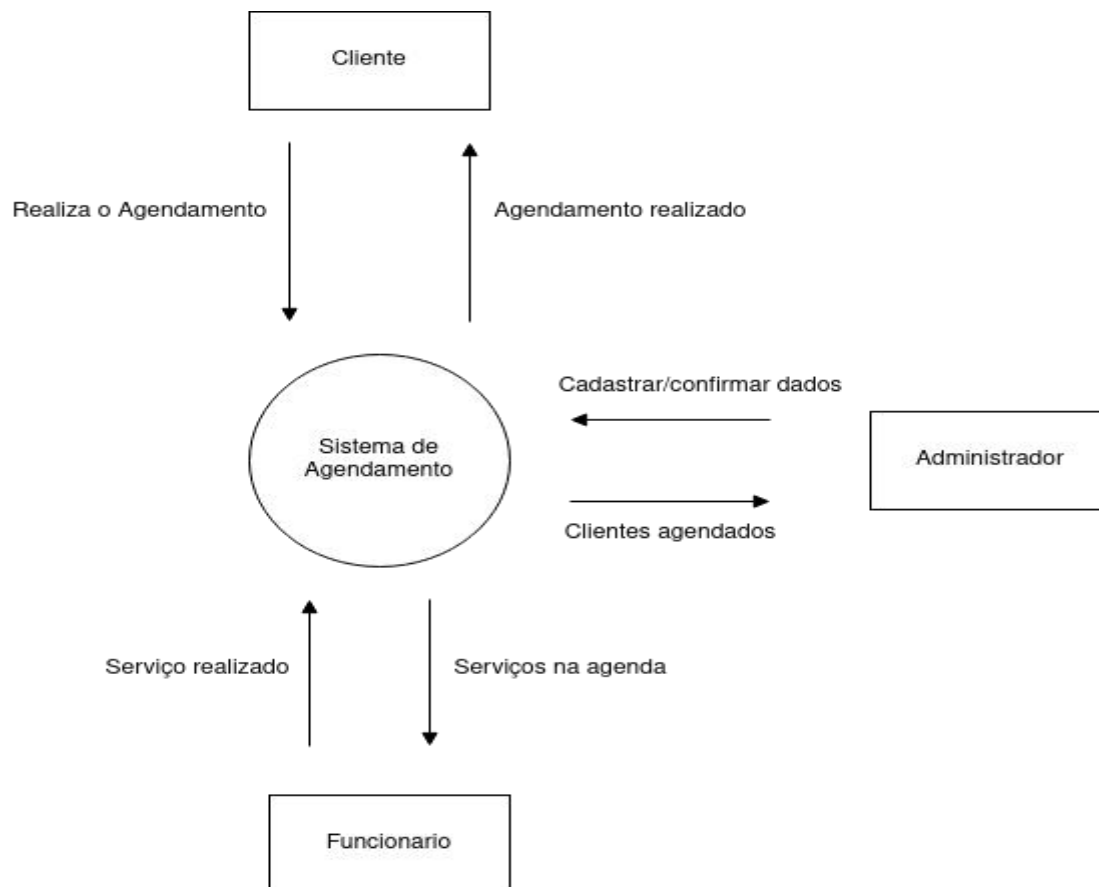 Cliente
Realiza o Agendamento
Agendamento realizado
Cadastrar/confirmar dados
Sistema de
Agendamento
Administrador
Clientes agendados
Serviço realizado
Serviços na agenda
Funcionario